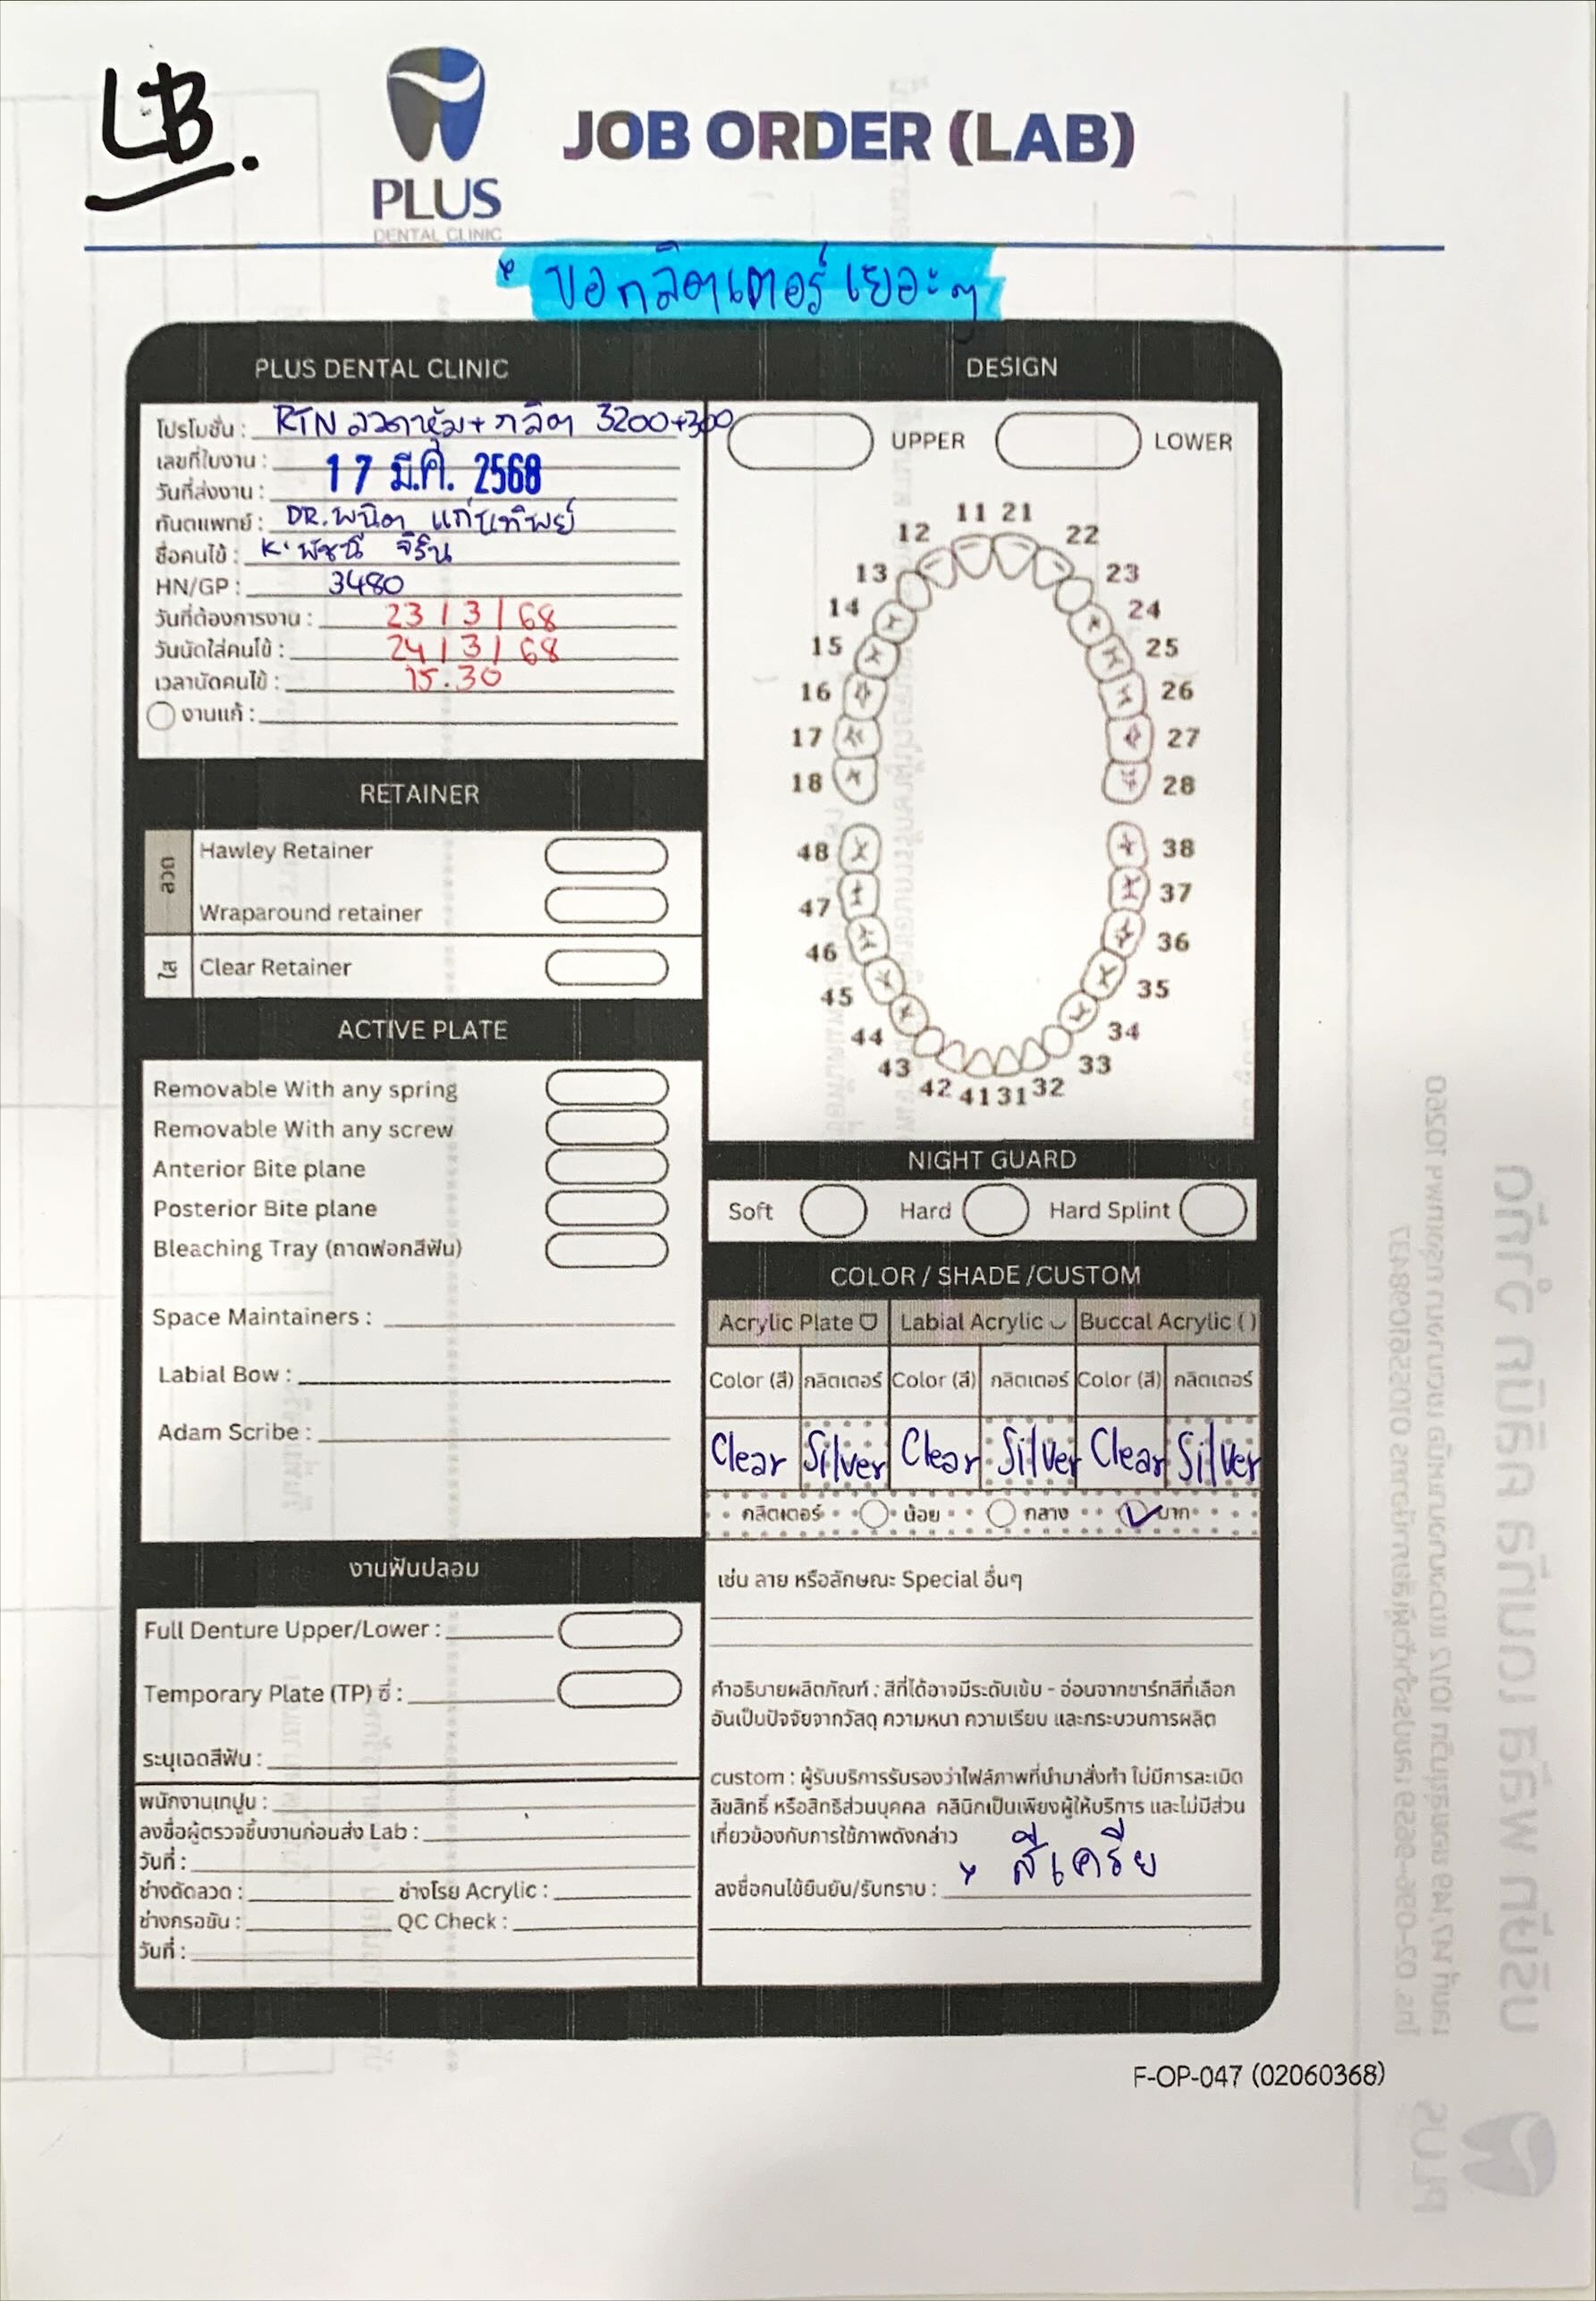 LB.
PLUS
DENTAL CLINIC
JOB ORDER (LAB)
* ขอกลิตเตอร์เยอะๆ
PLUS DENTAL CLINIC
โปรโมชั่น : RTN ลวดหุ้ม + กลิต 3200+300
เลขที่ใบงาน :
วันที่ส่งงาน : 17 มี.ค. 2568
ทันตแพทย์ : DR. พนิต แก่นทิพย์
ชื่อคนไข้ : K. พัชนี จิริน
HN/GP : 3480
วันที่ต้องการงาน : 23 / 3 / 68
วันนัดใส่คนไข้ : 24 / 3 / 68
เวลานัดคนไข้ : 15.30
งานแก้ :
RETAINER
ลวด
Hawley Retainer
Wraparound retainer
ใส
Clear Retainer
ACTIVE PLATE
Removable With any spring
Removable With any screw
Anterior Bite plane
Posterior Bite plane
Bleaching Tray (ถาดฟอกสีฟัน)
Space Maintainers :
Labial Bow :
Adam Scribe :
งานฟันปลอม
Full Denture Upper/Lower :
Temporary Plate (TP) ซี่ :
ระบุเฉดสีฟัน :
พนักงานเทปูน :
ลงชื่อผู้ตรวจชิ้นงานก่อนส่ง Lab :
วันที่ :
ช่างดัดลวด : ช่างโรย Acrylic :
ช่างกรอขัน : QC Check :
วันที่ :
DESIGN
UPPER LOWER
11 21
12 22
13 23
14 24
15 25
16 26
17 27
18 28
48 38
47 37
46 36
45 35
44 34
43 33
42 41 31 32
NIGHT GUARD
Soft Hard Hard Splint
COLOR / SHADE /CUSTOM
Acrylic Plate Labial Acrylic Buccal Acrylic ( )
Color (สี) กลิตเตอร์ Color (สี) กลิตเตอร์ Color (สี) กลิตเตอร์
Clear Silver Clear Silver Clear Silver
กลิตเตอร์ น้อย กลาง มาก
เช่น ลาย หรือลักษณะ Special อื่นๆ
คำอธิบายผลิตภัณฑ์ : สีที่ได้อาจมีระดับเข้ม - อ่อนจากชาร์ทสีที่เลือก
อันเป็นปัจจัยจากวัสดุ ความหนา ความเรียบ และกระบวนการผลิต
custom : ผู้รับบริการรับรองว่าไฟล์ภาพที่นำมาสั่งทำ ไม่มีการละเมิด
ลิขสิทธิ์ หรือสิทธิส่วนบุคคล คลินิกเป็นเพียงผู้ให้บริการ และไม่มีส่วน
เกี่ยวข้องกับการใช้ภาพดังกล่าว
ลงชื่อคนไข้ยืนยัน/รับทราบ :
F-OP-047 (02060368)